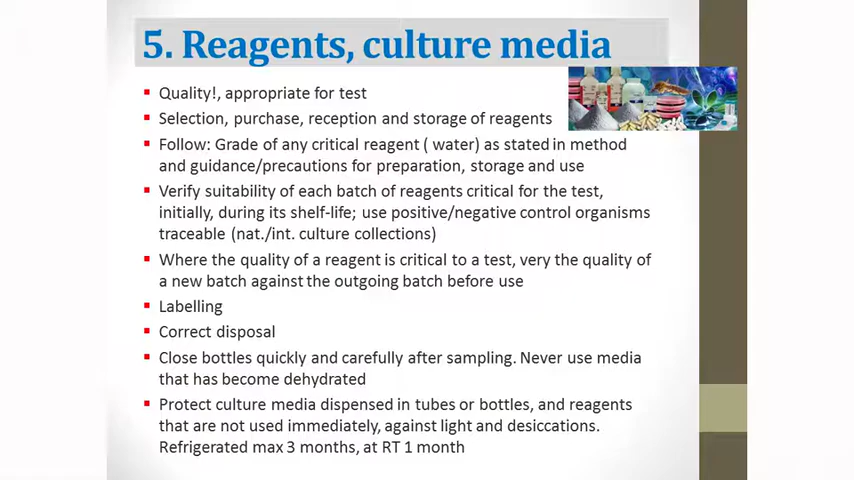 5. Reagents, culture media
▪ Quality!, appropriate for test
▪ Selection, purchase, reception and storage of reagents
▪ Follow: Grade of any critical reagent ( water) as stated in method
and guidance/precautions for preparation, storage and use
▪ Verify suitability of each batch of reagents critical for the test,
initially, during its shelf-life; use positive/negative control organisms
traceable (nat./int. culture collections)
▪ Where the quality of a reagent is critical to a test, very the quality of
a new batch against the outgoing batch before use
▪ Labelling
▪ Correct disposal
▪ Close bottles quickly and carefully after sampling. Never use media
that has become dehydrated
▪ Protect culture media dispensed in tubes or bottles, and reagents
that are not used immediately, against light and desiccations.
Refrigerated max 3 months, at RT 1 month